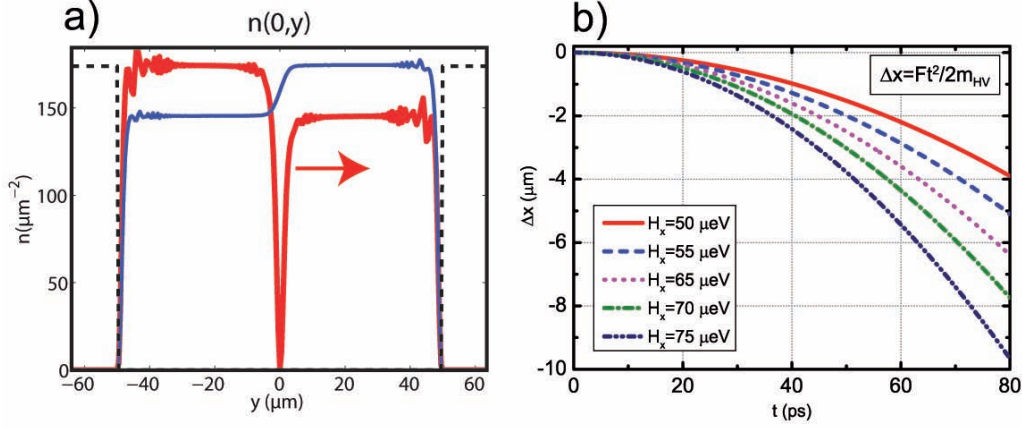 a)
n(0,y)
n(μm⁻²)
150
100
50
0
−60
−40
−20
0
20
40
60
y (μm)
b)
Δx=Ft²/2m_HV
Δx (μm)
0
-2
-4
-6
-8
-10
H_x=50 μeV
H_x=55 μeV
H_x=65 μeV
H_x=70 μeV
H_x=75 μeV
0
20
40
60
80
t (ps)